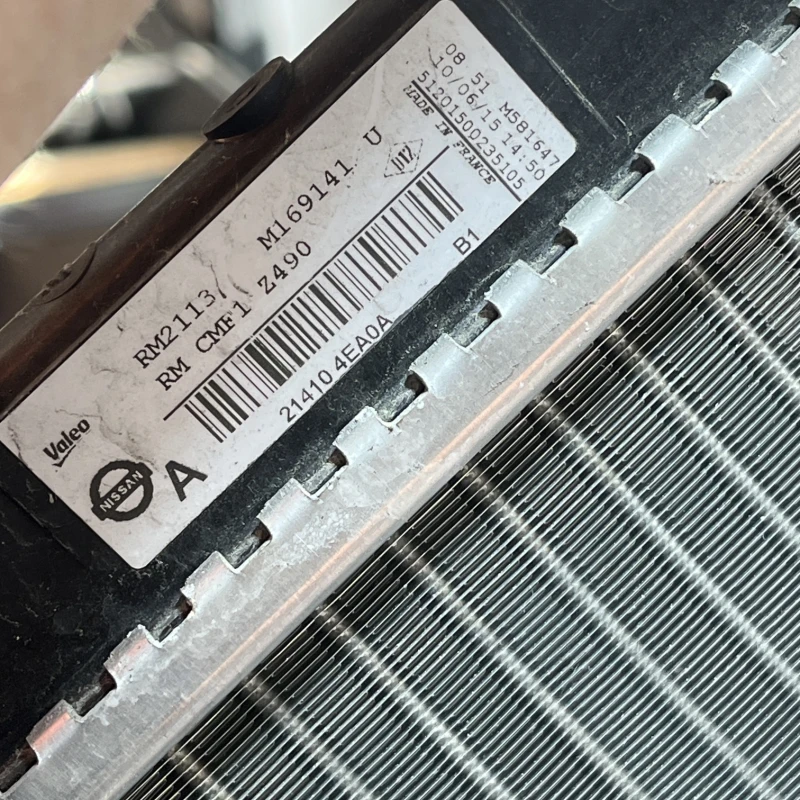 Valeo
NISSAN
A
RM2113/ M169141 U
RM CMF1 Z490
21410 4EA0A
B1
08 51 M581647
10/06/15 14:50
51201500235105
MADE IN FRANCE